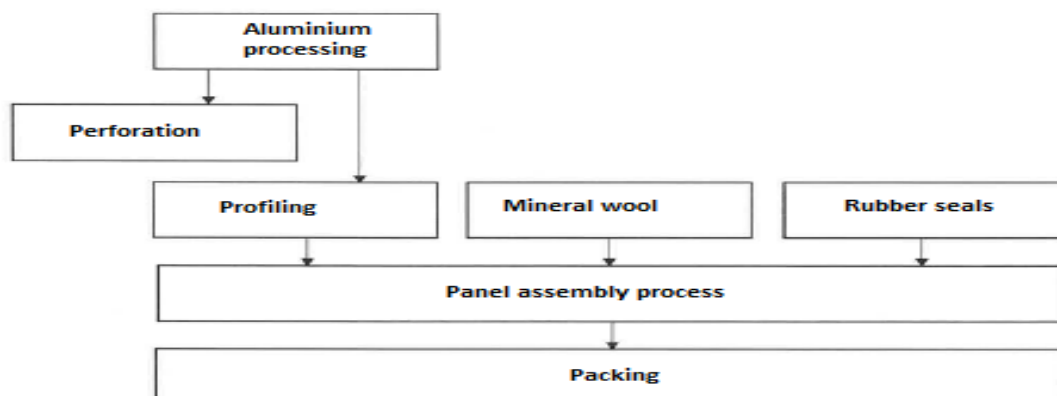 Aluminium
processing
Perforation
Profiling
Mineral wool
Rubber seals
Panel assembly process
Packing